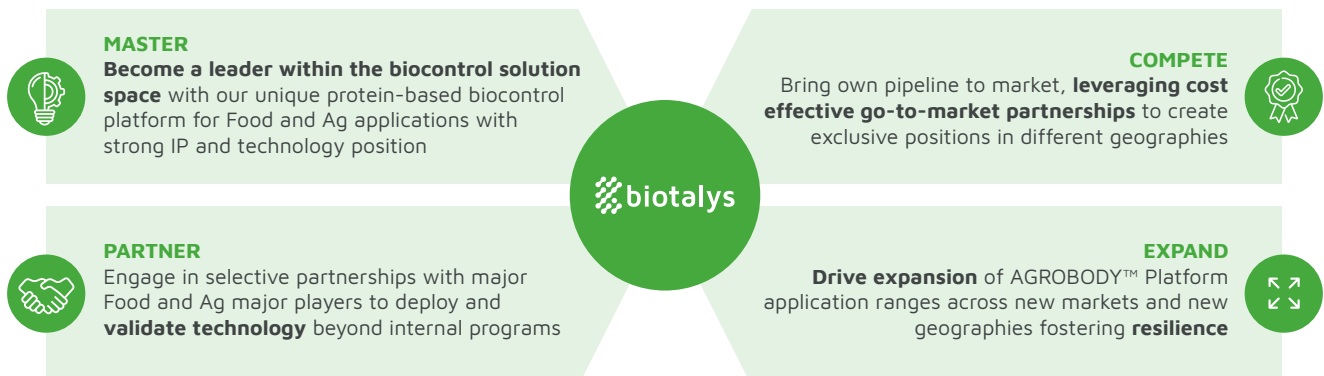 MASTER
Become a leader within the biocontrol solution
space with our unique protein-based biocontrol
platform for Food and Ag applications with
strong IP and technology position
COMPETE
Bring own pipeline to market, leveraging cost
effective go-to-market partnerships to create
exclusive positions in different geographies
biotalys
PARTNER
Engage in selective partnerships with major
Food and Ag major players to deploy and
validate technology beyond internal programs
EXPAND
Drive expansion of AGROBODY™ Platform
application ranges across new markets and new
geographies fostering resilience